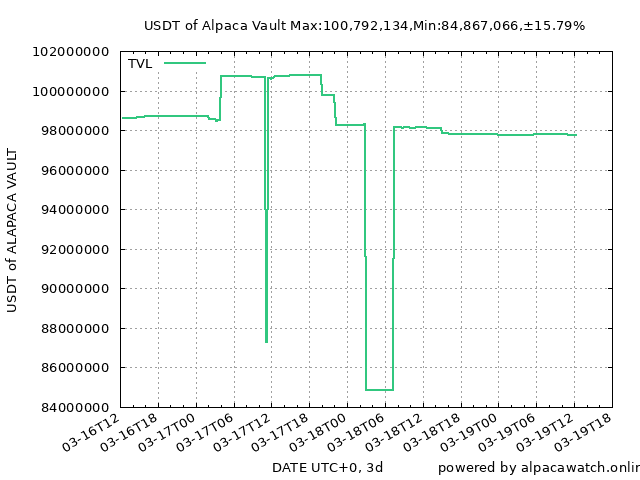 USDT of Alpaca Vault Max:100,792,134,Min:84,867,066,±15.79%
TVL
102000000
100000000
98000000
96000000
94000000
92000000
90000000
88000000
86000000
84000000
USDT of ALAPACA VAULT
03-16T12
03-16T18
03-17T00
03-17T06
03-17T12
03-17T18
03-18T00
03-18T06
03-18T12
03-18T18
03-19T00
03-19T06
03-19T12
03-19T18
DATE UTC+0, 3d
powered by alpacawatch.onlin